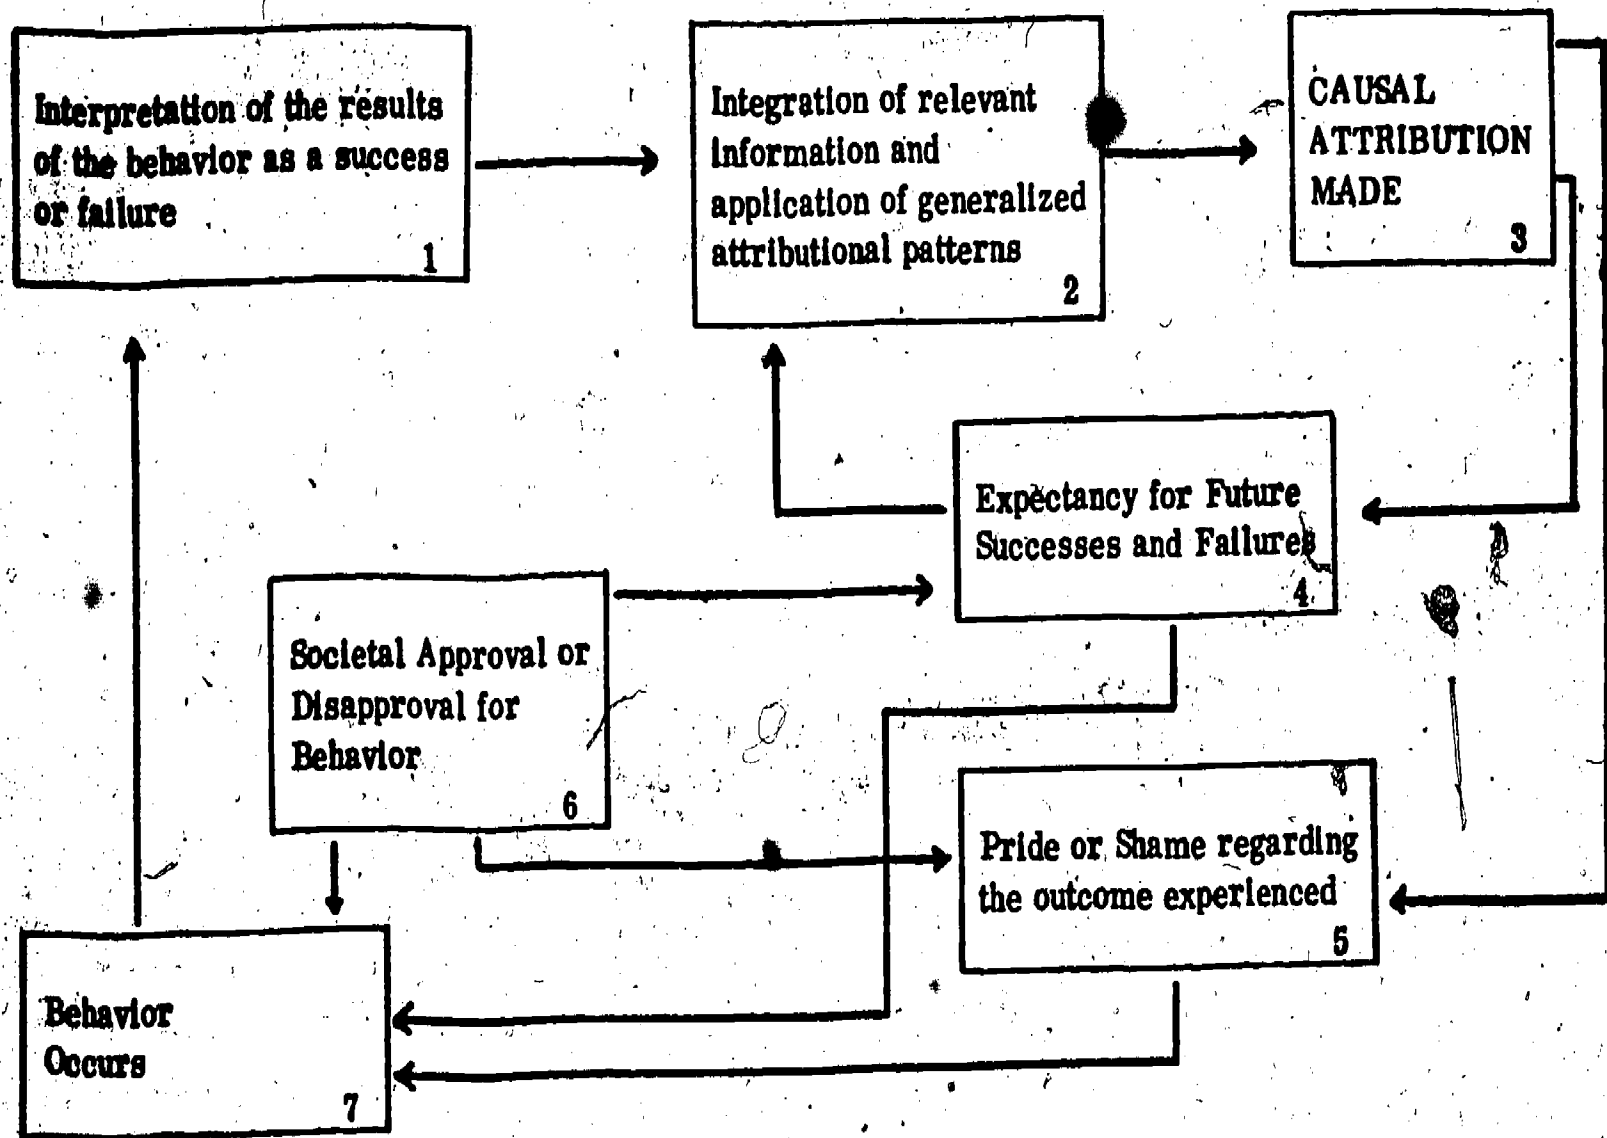 Interpretation of the results
of the behavior as a success
or failure
1
Integration of relevant
information and
application of generalized
attributional patterns
2
CAUSAL
ATTRIBUTION
MADE
3
Expectancy for Future
Successes and Failures
4
Societal Approval or
Disapproval for
Behavior
6
Pride or Shame regarding
the outcome experienced
5
Behavior
Occurs
7